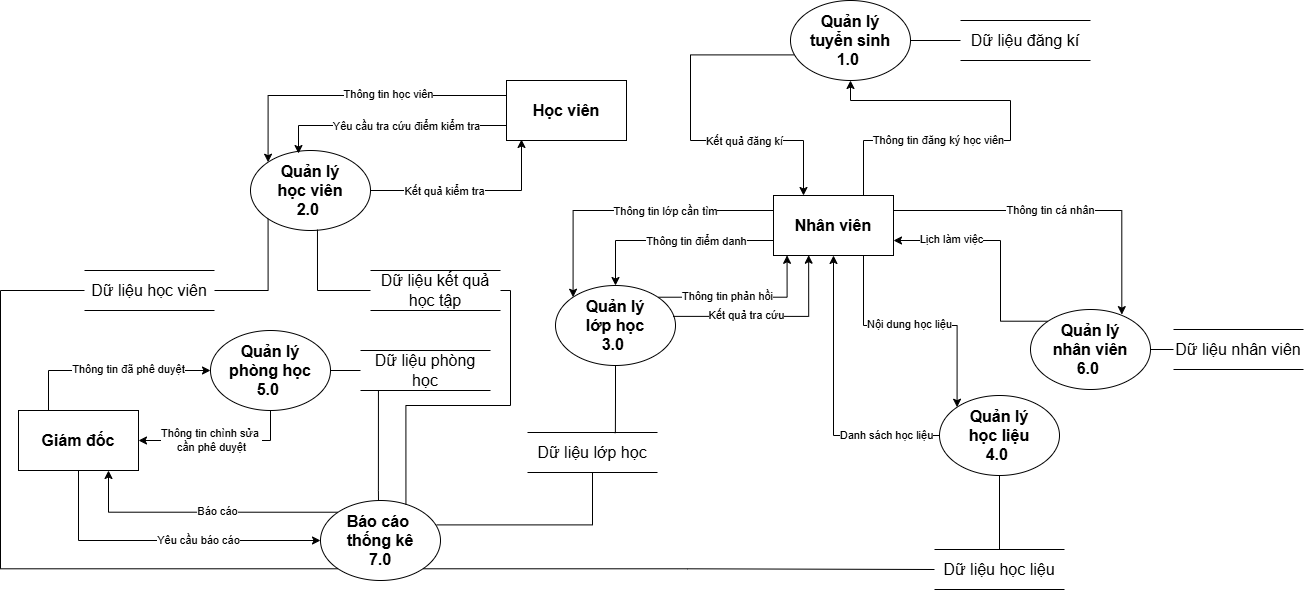 Quản lý
tuyển sinh
1.0
Dữ liệu đăng kí
Thông tin học viên
Học viên
Yêu cầu tra cứu điểm kiểm tra
Kết quả đăng kí
Thông tin đăng ký học viên
Quản lý
học viên
2.0
Kết quả kiểm tra
Thông tin lớp cần tìm
Nhân viên
Thông tin cá nhân
Thông tin điểm danh
Lịch làm việc
Dữ liệu học viên
Dữ liệu kết quả
học tập
Quản lý
lớp học
3.0
Thông tin phản hồi
Kết quả tra cứu
Nội dung học liệu
Quản lý
nhân viên
6.0
Dữ liệu nhân viên
Thông tin đã phê duyệt
Quản lý
phòng học
5.0
Dữ liệu phòng
học
Giám đốc
Thông tin chỉnh sửa
cần phê duyệt
Danh sách học liệu
Quản lý
học liệu
4.0
Dữ liệu lớp học
Báo cáo
Yêu cầu báo cáo
Báo cáo
thống kê
7.0
Dữ liệu học liệu